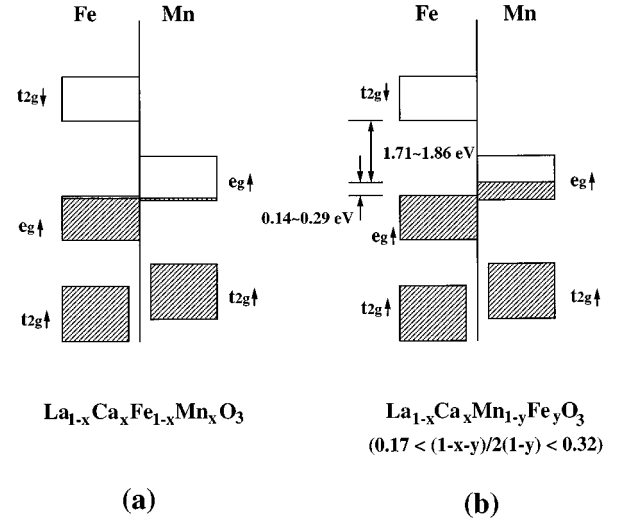 Fe Mn
t2g↓
eg↑
eg↑
t2g↑
t2g↑
La1-xCaxFe1-xMnxO3
(a)
Fe Mn
t2g↓
1.71~1.86 eV
eg↑
0.14~0.29 eV
eg↑
t2g↑
t2g↑
La1-xCaxMn1-yFeyO3
(0.17 < (1-x-y)/2(1-y) < 0.32)
(b)